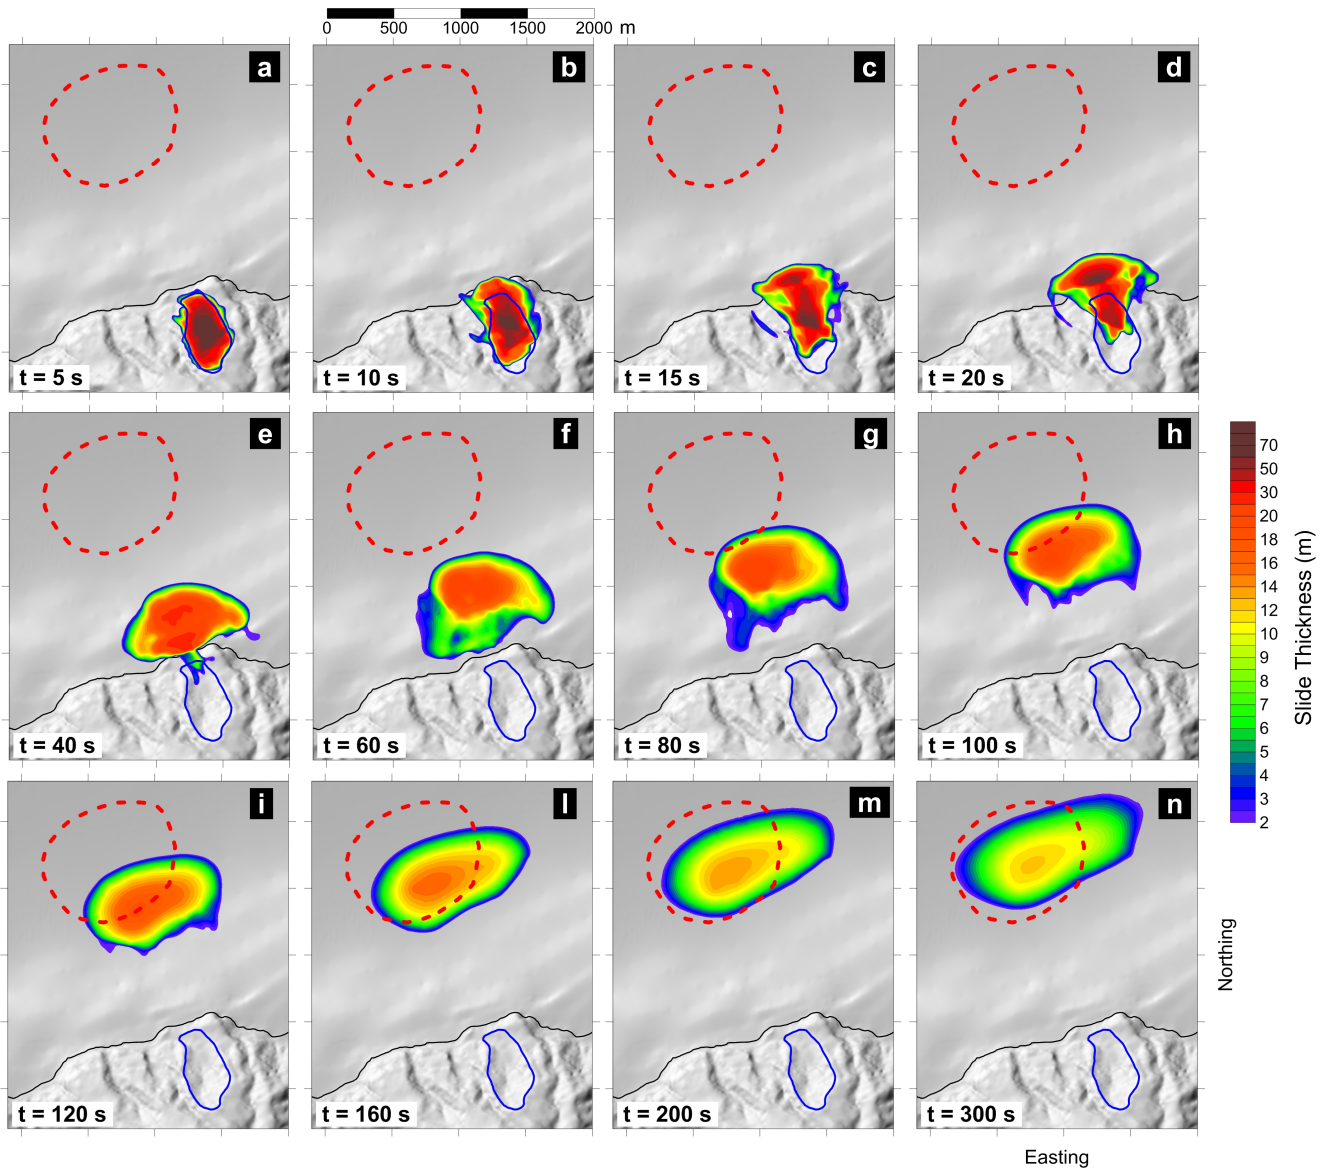 0 500 1000 1500 2000 m
a b c d
t = 5 s t = 10 s t = 15 s t = 20 s
e f g h
t = 40 s t = 60 s t = 80 s t = 100 s
i l m n
t = 120 s t = 160 s t = 200 s t = 300 s
70
50
30
20
18
16
14
12
10
9
8
7
6
5
4
3
2
Slide Thickness (m)
Northing
Easting